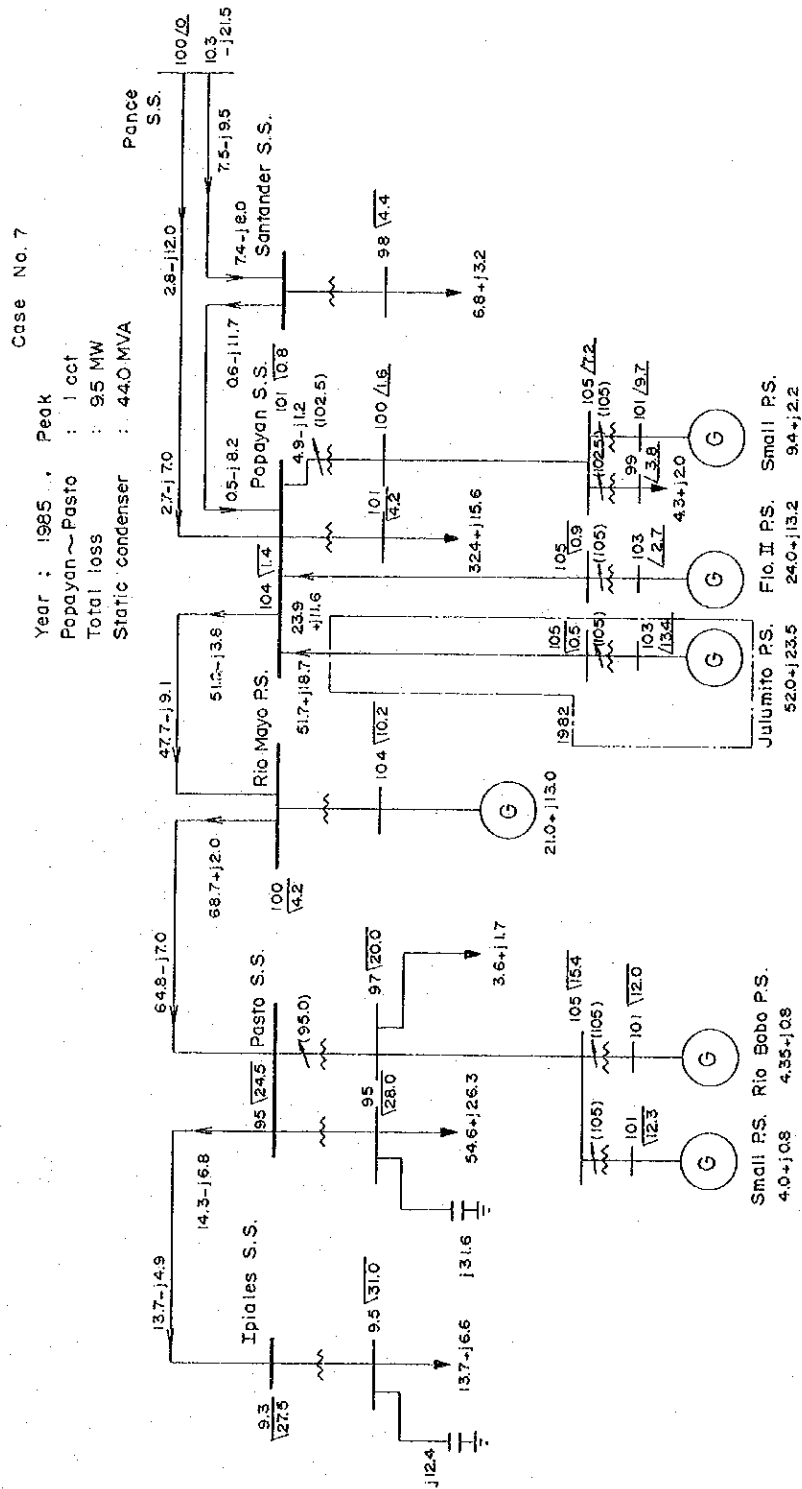 Case No. 7
Year : 1985 . Peak
Popayan ~ Pasto : 1 cct
Total loss : 9.5 MW
Static condenser : 44.0 MVA
Pance
S.S.
100/0
10.3
-j21.5
2.8-j12.0
2.7-j7.0
7.5-j9.5
7.4-j8.0
Santander S.S.
0.6-j11.7
0.5-j8.2
101
0.8
98 4.4
6.8+j3.2
Popayan S.S.
104 1.4
4.9-j1.2
(102.5)
100/1.6
101
4.2
32.4+j15.6
105/7.2
(102.5)
(105)
99
/3.8
4.3+j2.0
101/9.7
G
Small P.S.
9.4+j2.2
23.9
+j11.6
105
0.9
(105)
103
/2.7
G
Flo.II P.S.
24.0+j13.2
51.7+j18.7
105
0.5
(105)
103
/13.4
G
Julumito P.S.
52.0+j23.5
1982
51.2-j3.8
47.7-j9.1
Rio Mayo P.S.
100
4.2
104 10.2
G
21.0+j13.0
68.7+j2.0
64.8-j7.0
Pasto S.S.
95 24.5
(95.0)
97 20.0
3.6+j1.7
95
28.0
54.6+j26.3
j31.6
105 15.4
(105)
(105)
101 12.0
101
12.3
G
G
Rio Bobo P.S.
4.35+j0.8
Small P.S.
4.0+j0.8
14.3-j6.8
13.7-j4.9
Ipiales S.S.
9.3
27.5
9.5 31.0
13.7+j6.6
j12.4